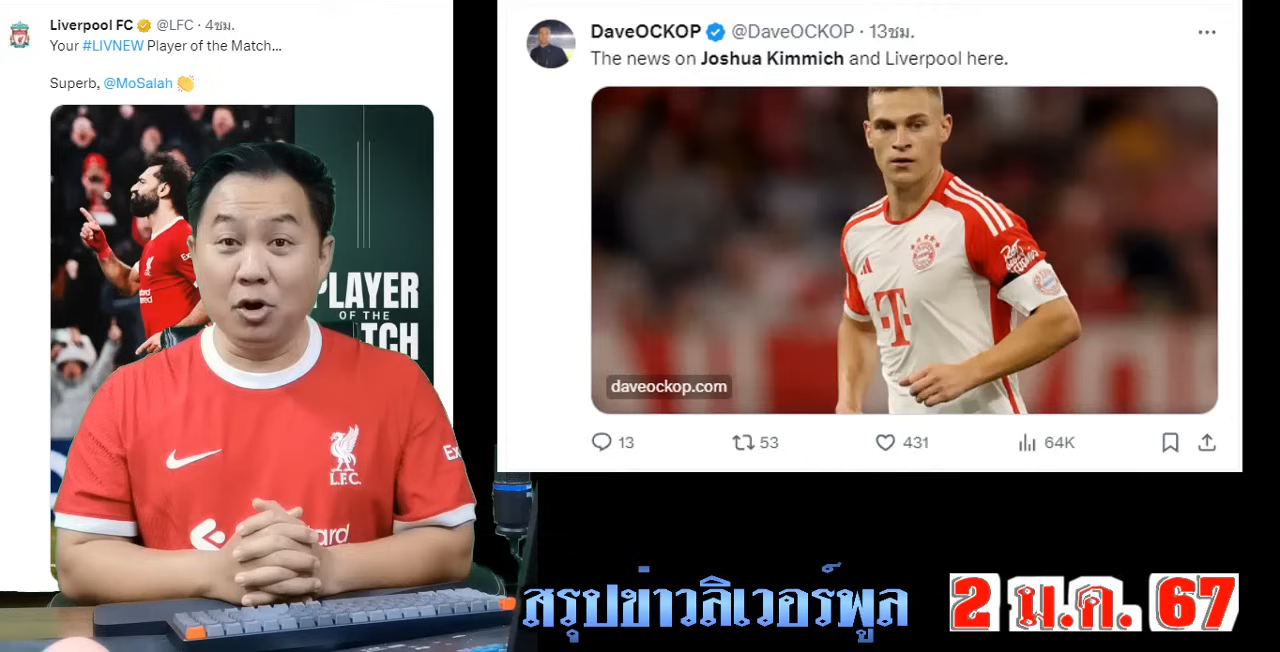 Liverpool FC @LFC · 4ชม.
Your #LIVNEW Player of the Match...
Superb, @MoSalah 👏
PLAYER
OF THE
TCH
L.F.C.
Ex
ard
DaveOCKOP @DaveOCKOP · 13ชม.
The news on Joshua Kimmich and Liverpool here.
T
daveockop.com
13 53 431 64K
สรุปข่าวลิเวอร์พูล 2 ม.ค. 67